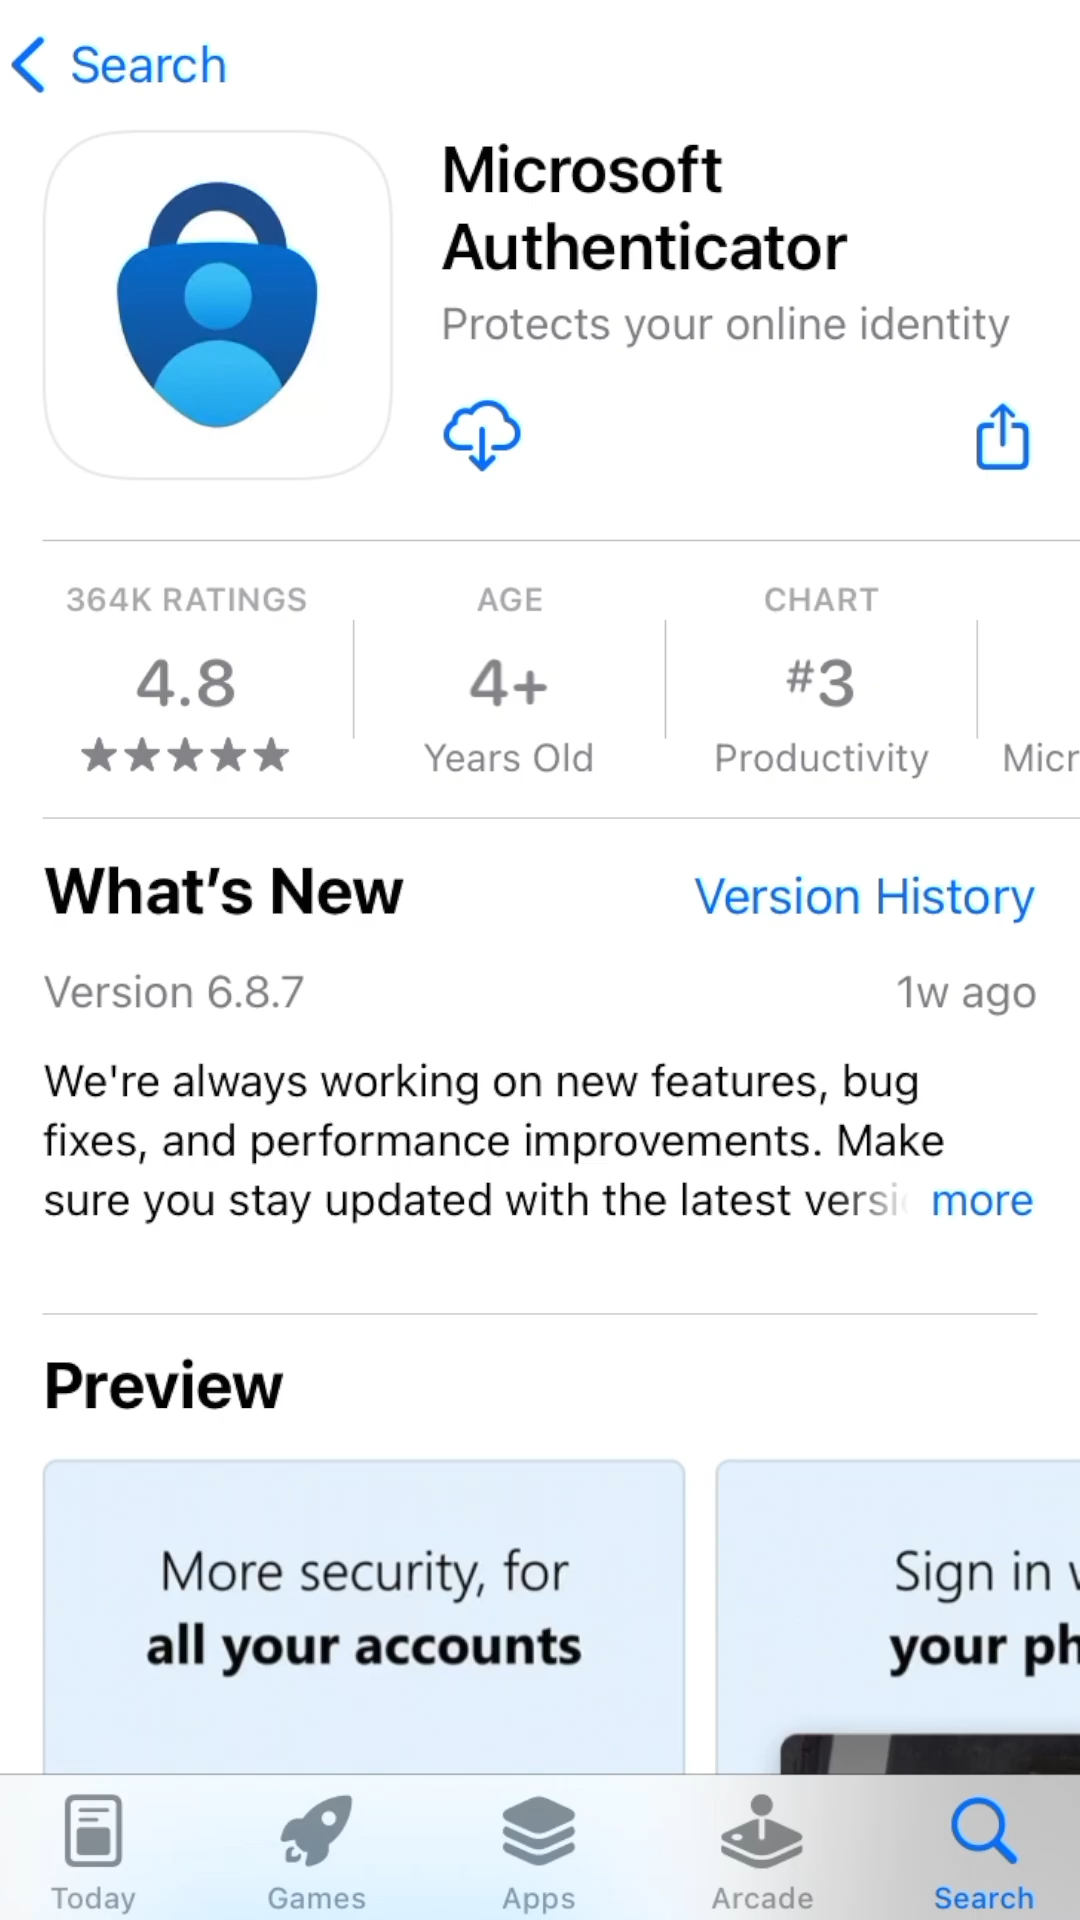 Search
Microsoft
Authenticator
Protects your online identity
364K RATINGS
4.8
AGE
4+
Years Old
CHART
#3
Productivity
Micr
What's New
Version History
Version 6.8.7
1w ago
We're always working on new features, bug
fixes, and performance improvements. Make
sure you stay updated with the latest versi
more
Preview
More security, for
all your accounts
Sign in
your ph
Today
Games
Apps
Arcade
Search